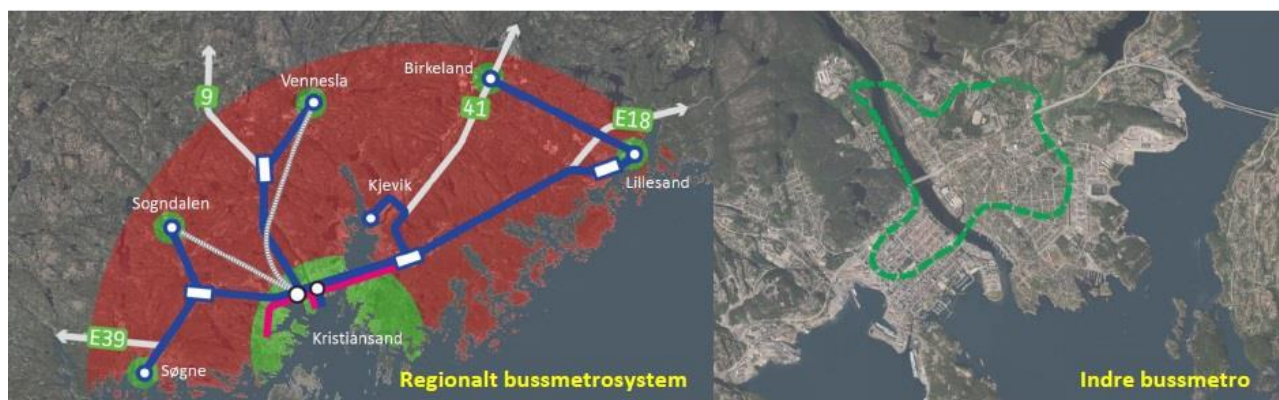 Vennesla
Birkeland
9
41
E18
Kjevik
Lillesand
Sogndalen
E39
Kristiansand
Søgne
Regionalt bussmetrosystem
Indre bussmetro